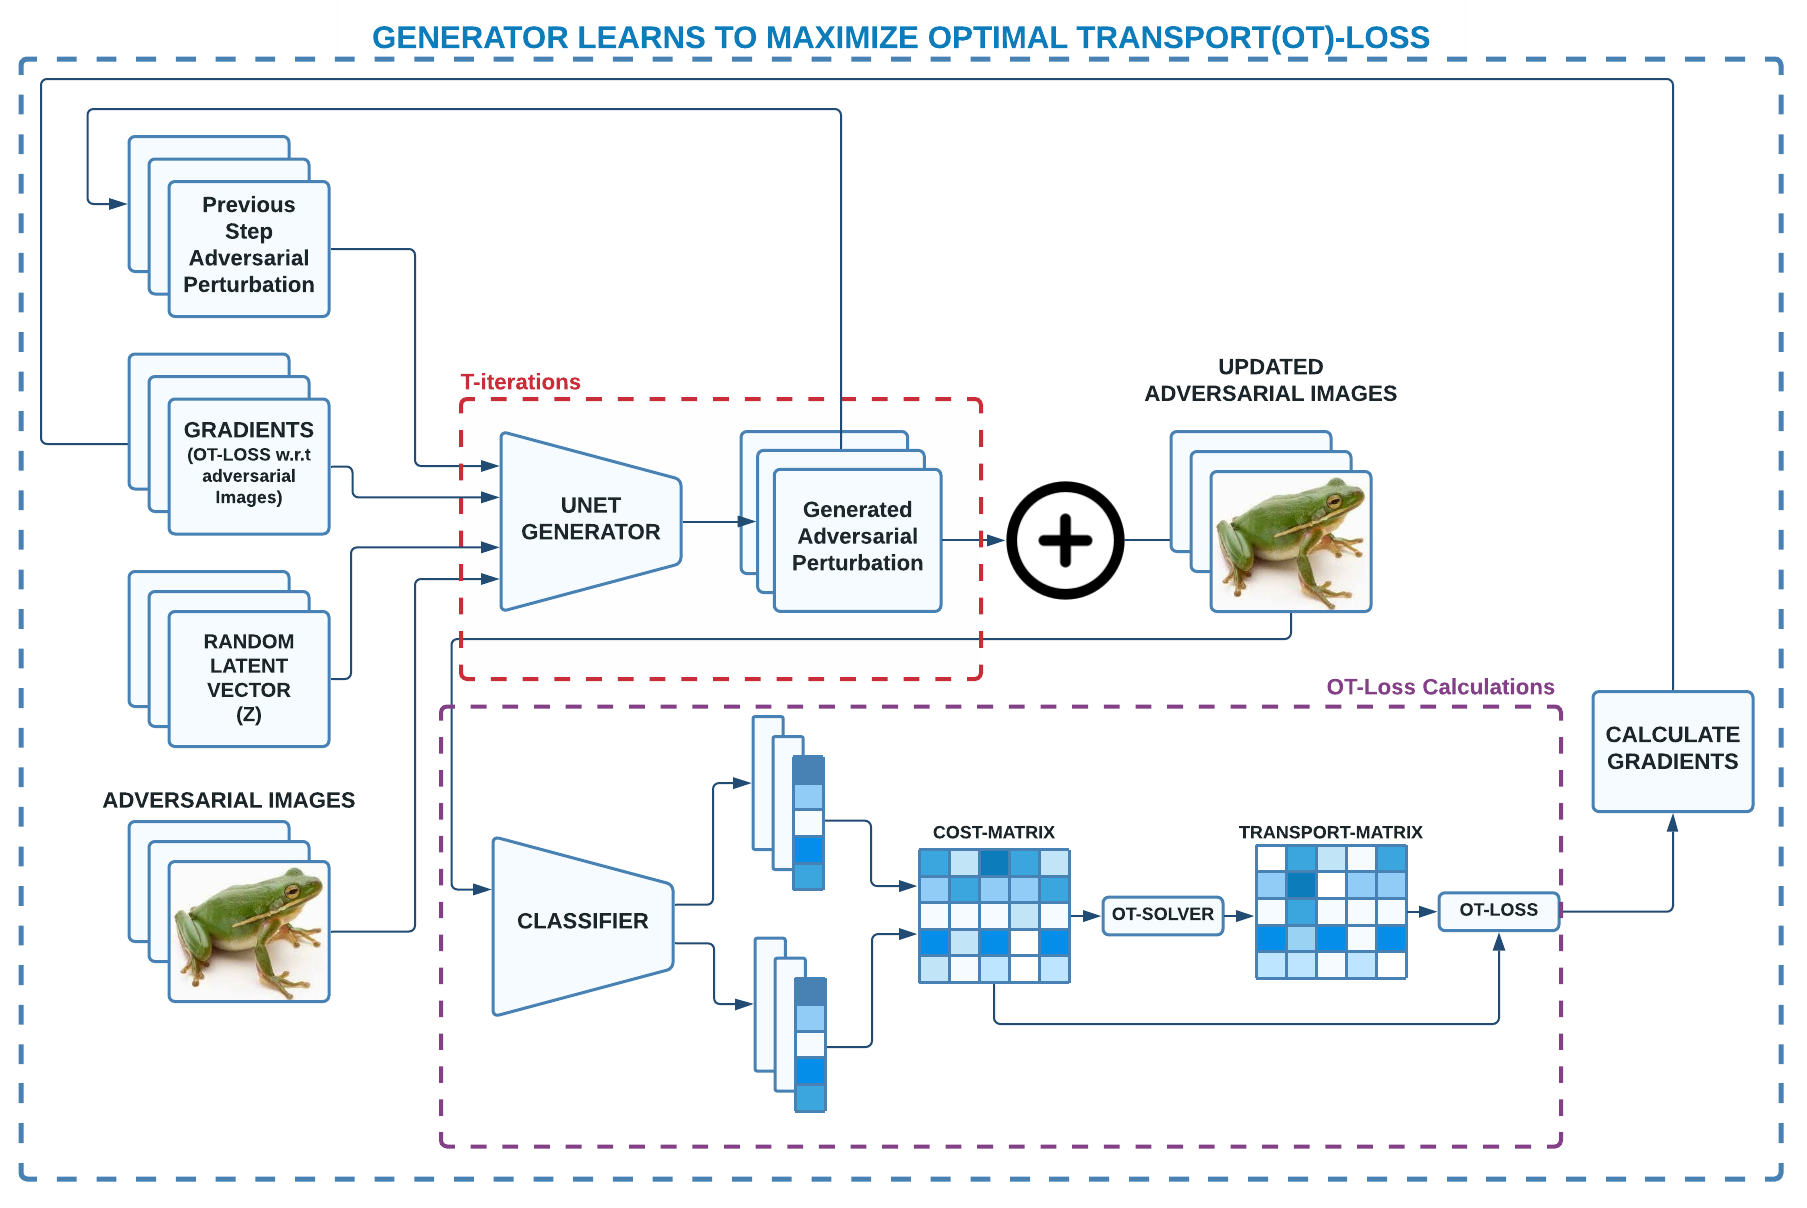 GENERATOR LEARNS TO MAXIMIZE OPTIMAL TRANSPORT(OT)-LOSS
Previous
Step
Adversarial
Perturbation
GRADIENTS
(OT-LOSS w.r.t
adversarial
Images)
RANDOM
LATENT
VECTOR
(Z)
ADVERSARIAL IMAGES
T-iterations
UNET
GENERATOR
Generated
Adversarial
Perturbation
UPDATED
ADVERSARIAL IMAGES
OT-Loss Calculations
CLASSIFIER
COST-MATRIX
OT-SOLVER
TRANSPORT-MATRIX
OT-LOSS
CALCULATE
GRADIENTS